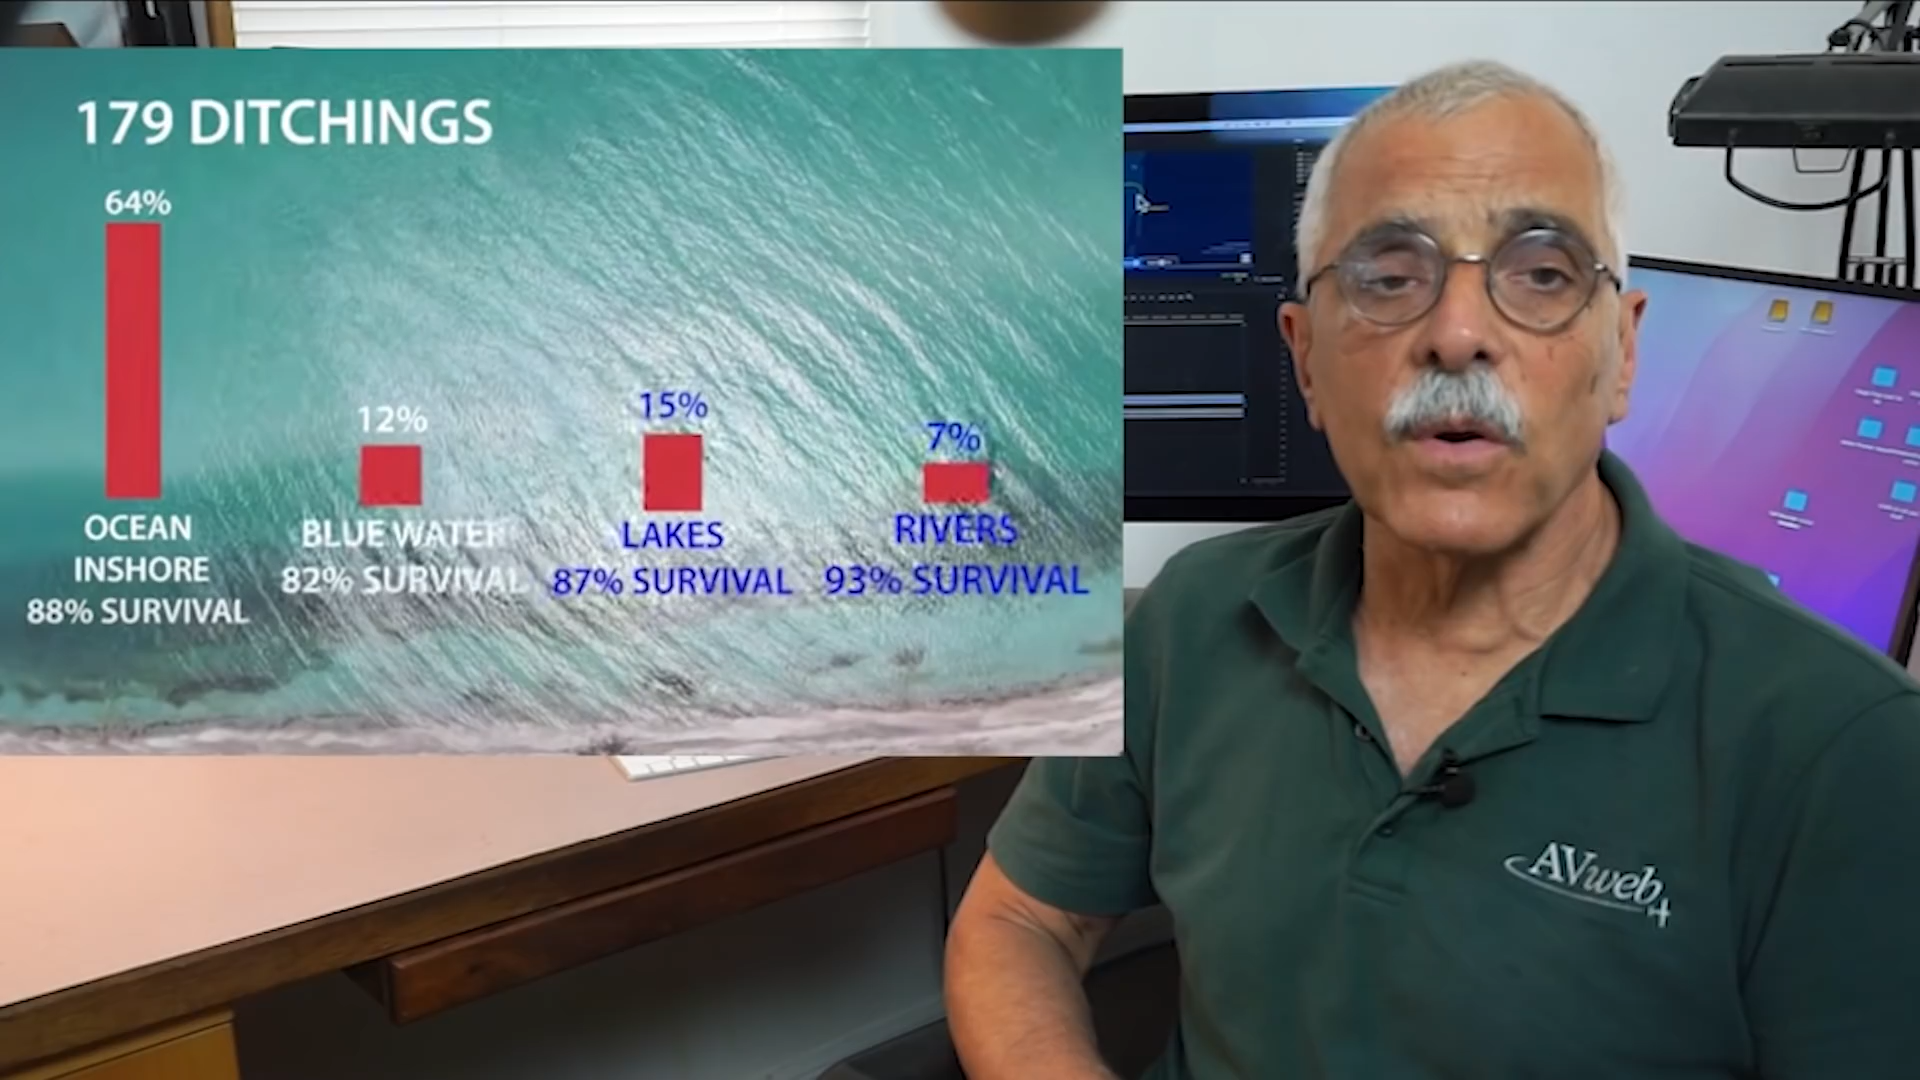 179 DITCHINGS
64%
OCEAN
INSHORE
88% SURVIVAL
12%
BLUE WATER
82% SURVIVAL
15%
LAKES
87% SURVIVAL
7%
RIVERS
93% SURVIVAL
AVweb